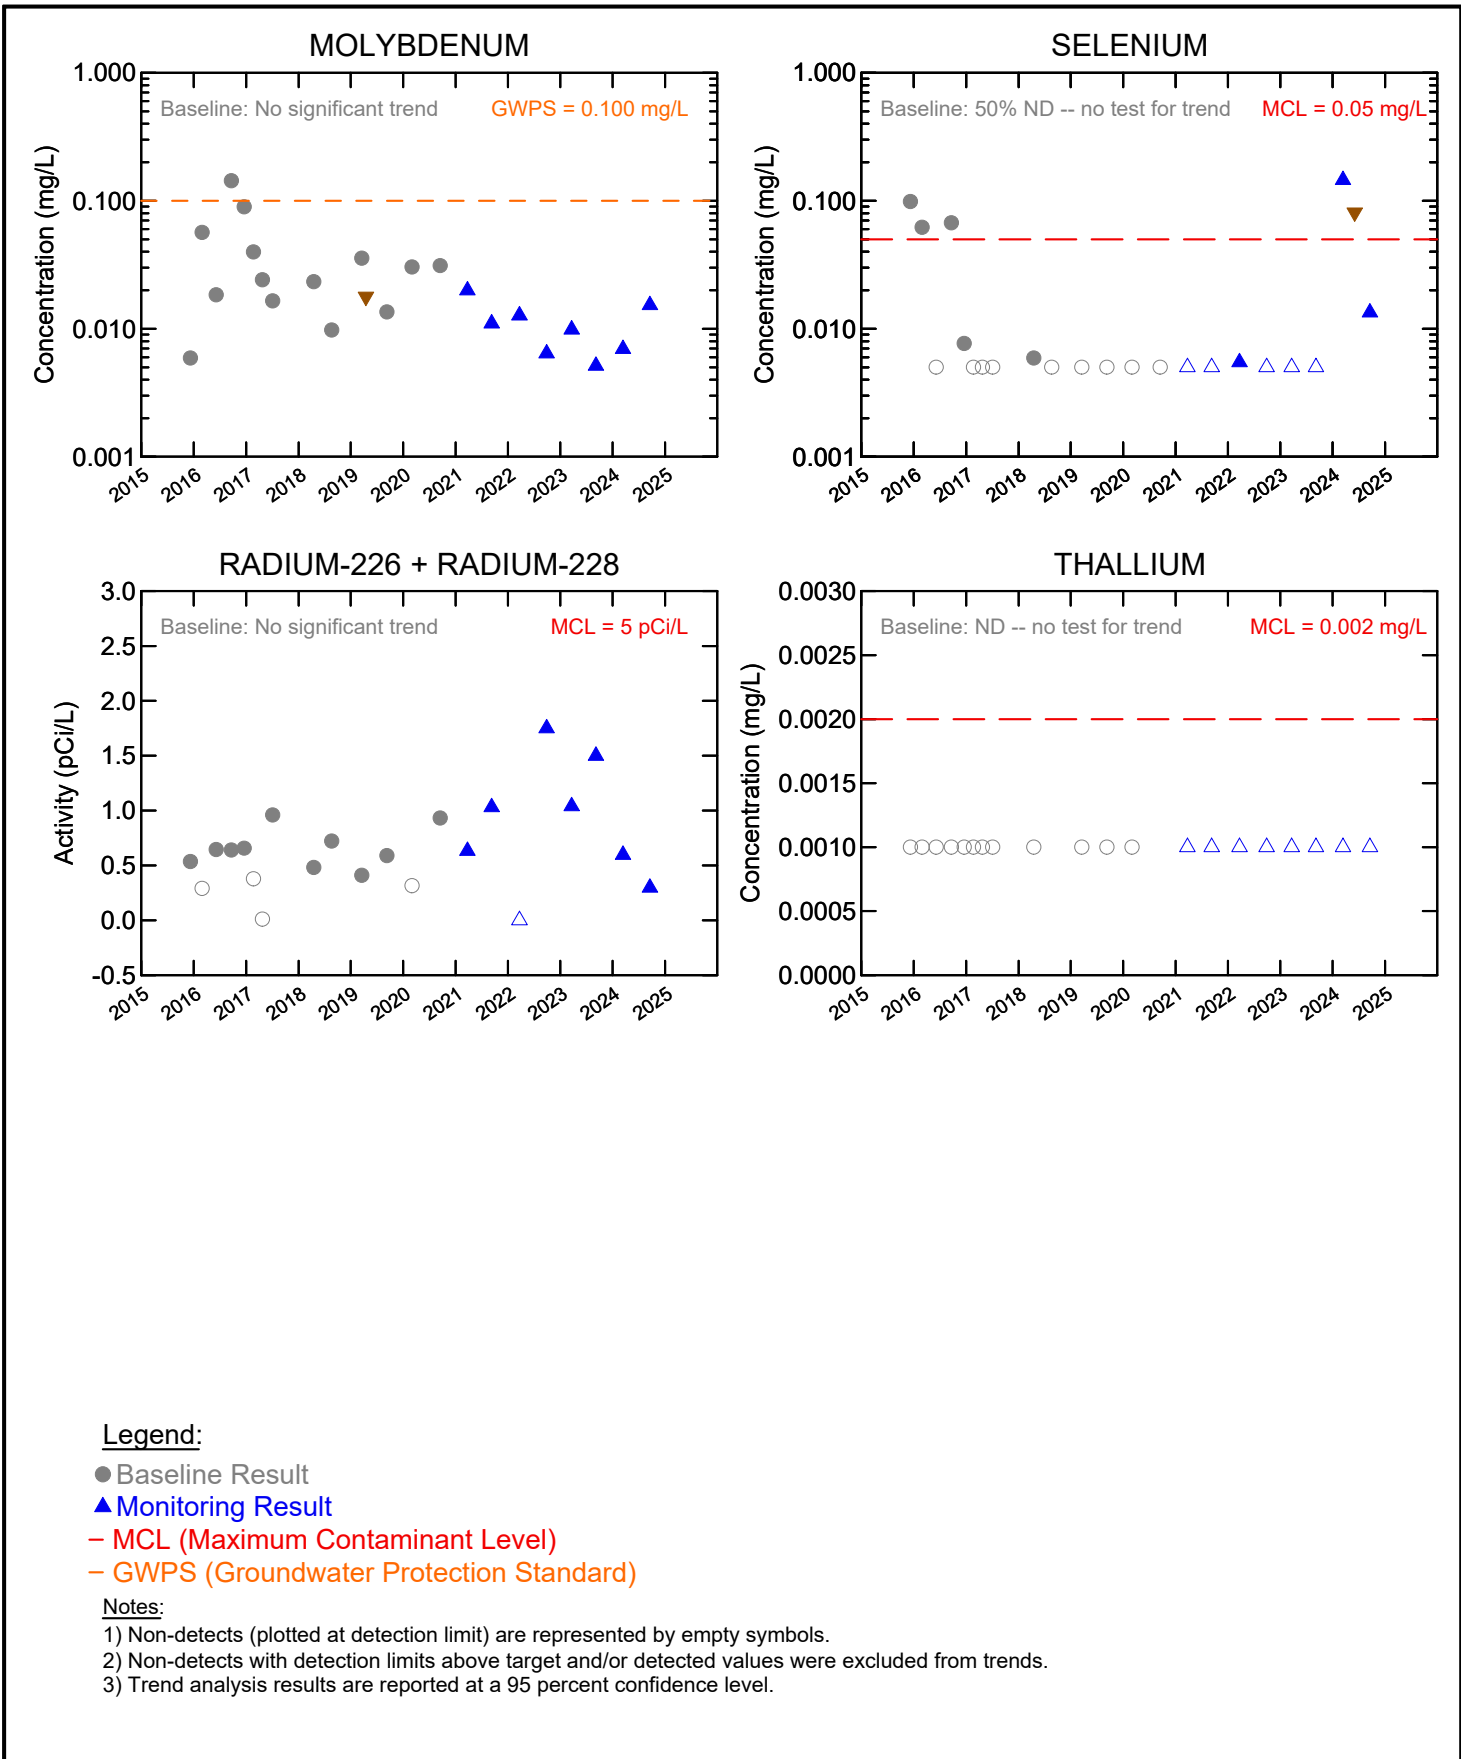 MOLYBDENUM
Baseline: No significant trend
GWPS = 0.100 mg/L
Concentration (mg/L)
1.000
0.100
0.010
0.001
2015 2016 2017 2018 2019 2020 2021 2022 2023 2024 2025
SELENIUM
Baseline: 50% ND -- no test for trend
MCL = 0.05 mg/L
Concentration (mg/L)
1.000
0.100
0.010
0.001
2015 2016 2017 2018 2019 2020 2021 2022 2023 2024 2025
RADIUM-226 + RADIUM-228
Baseline: No significant trend
MCL = 5 pCi/L
Activity (pCi/L)
3.0
2.5
2.0
1.5
1.0
0.5
0.0
-0.5
2015 2016 2017 2018 2019 2020 2021 2022 2023 2024 2025
THALLIUM
Baseline: ND -- no test for trend
MCL = 0.002 mg/L
Concentration (mg/L)
0.0030
0.0025
0.0020
0.0015
0.0010
0.0005
0.0000
2015 2016 2017 2018 2019 2020 2021 2022 2023 2024 2025
Legend:
Baseline Result
Monitoring Result
MCL (Maximum Contaminant Level)
GWPS (Groundwater Protection Standard)
Notes:
1) Non-detects (plotted at detection limit) are represented by empty symbols.
2) Non-detects with detection limits above target and/or detected values were excluded from trends.
3) Trend analysis results are reported at a 95 percent confidence level.